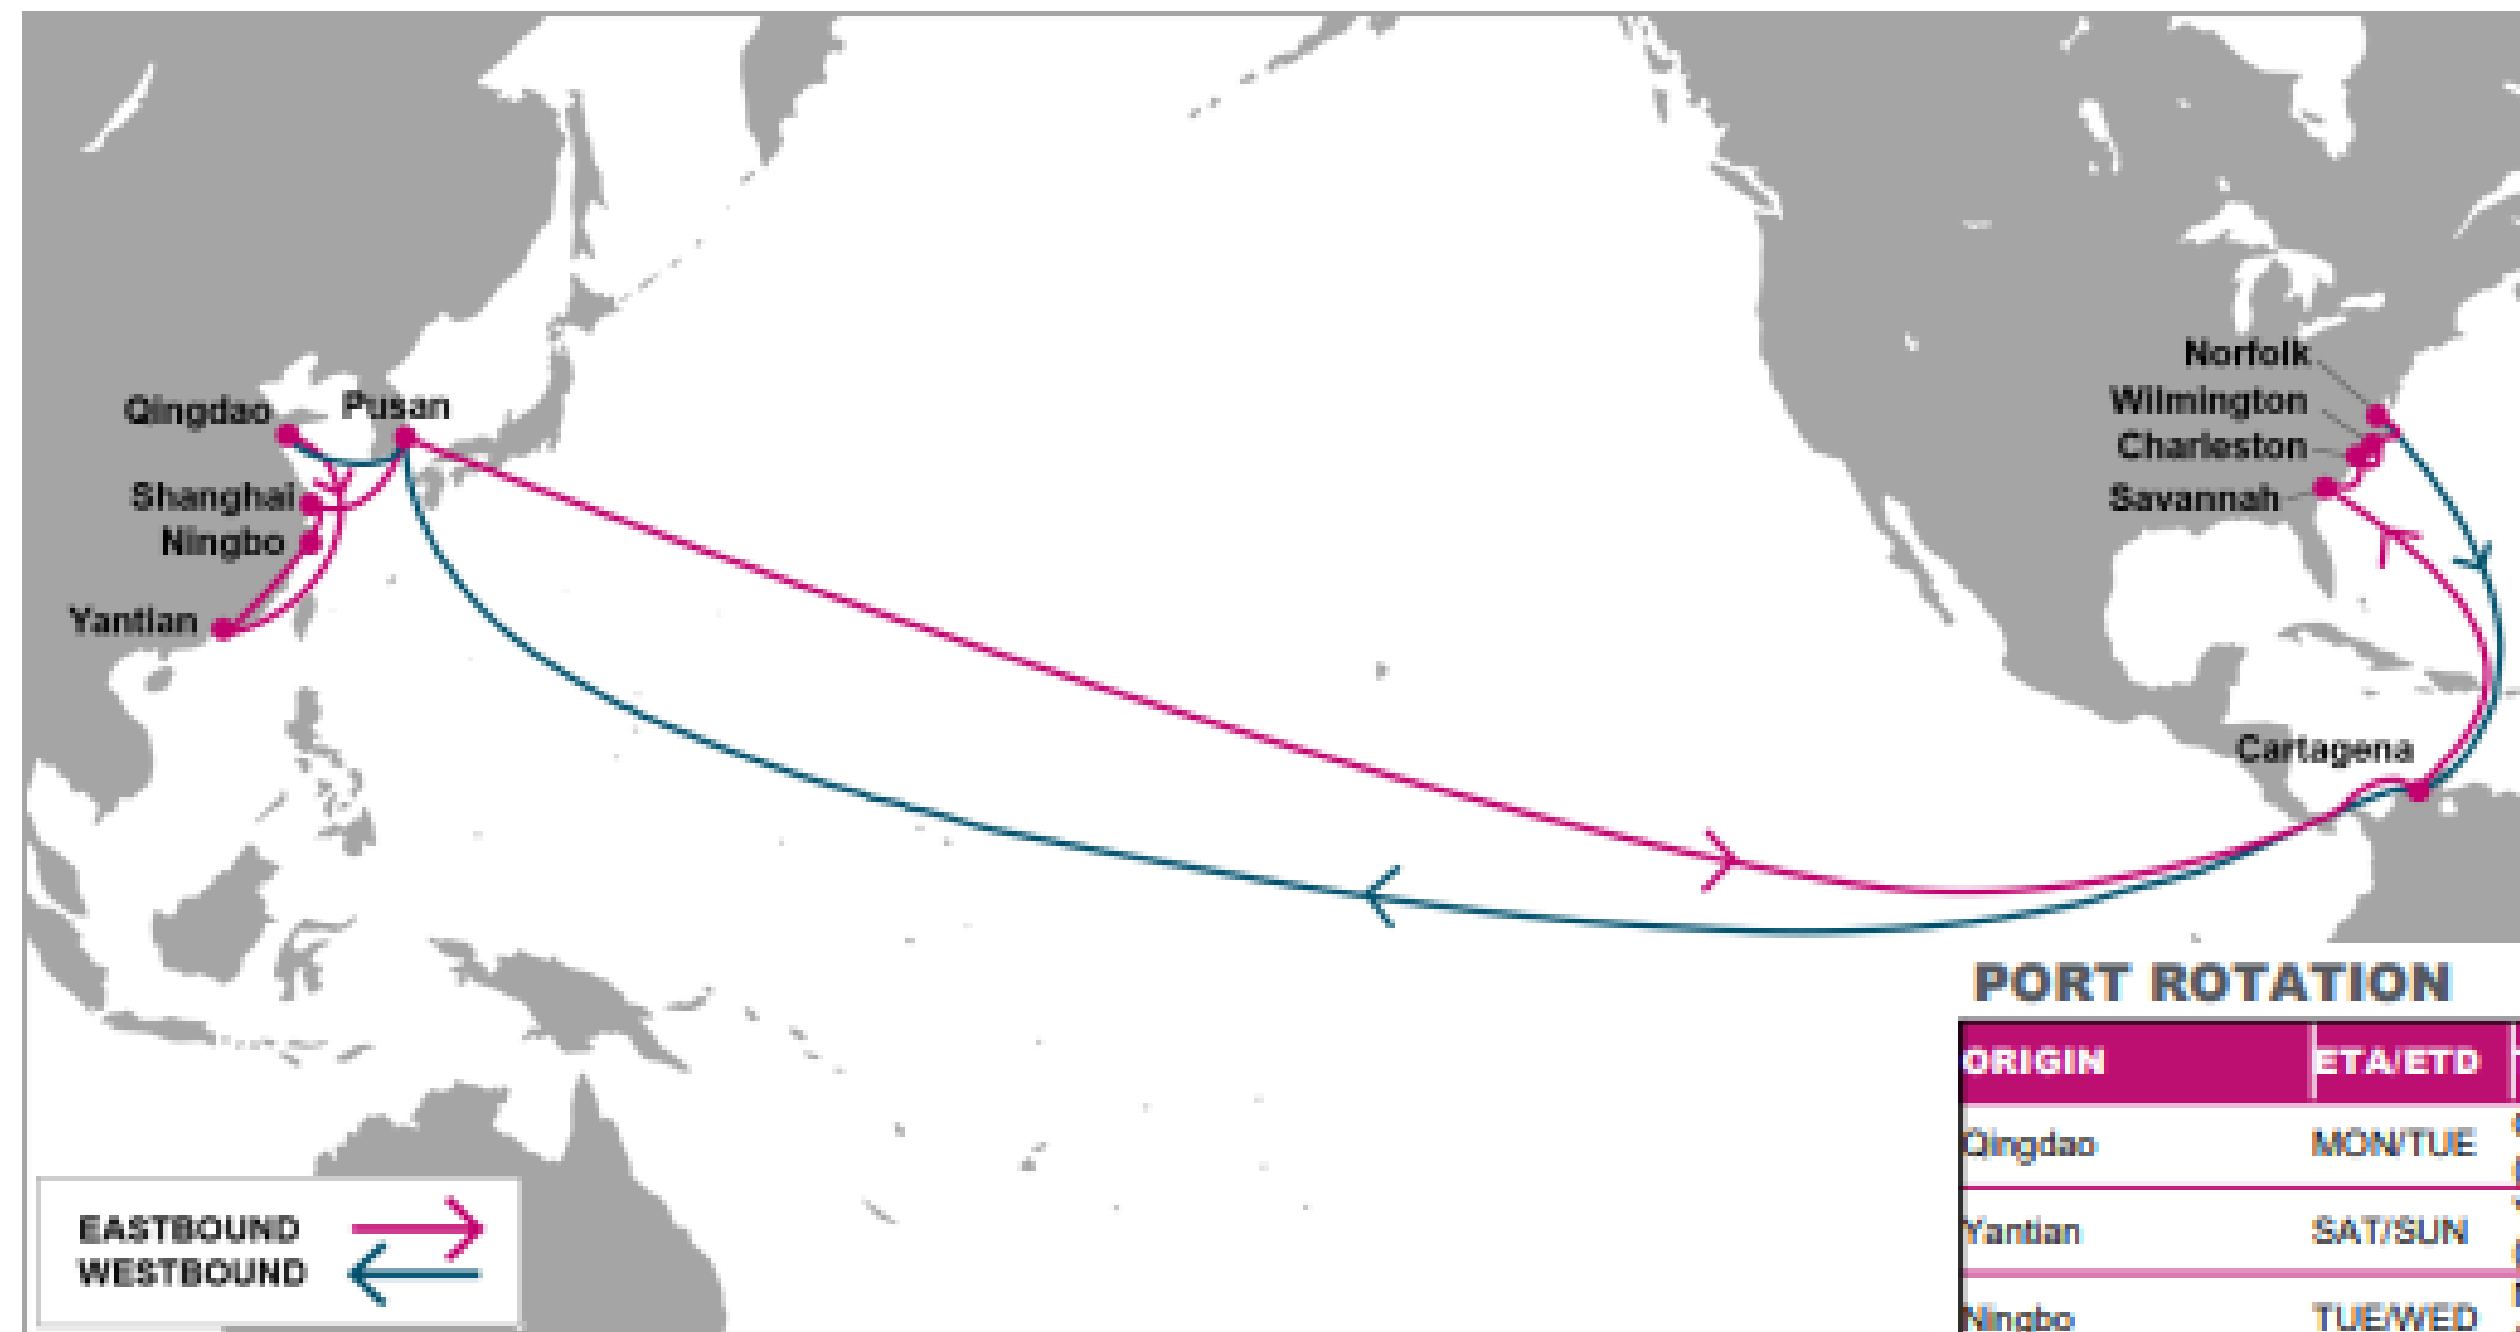 Norfolk
Wilmington
Qingdao Pusan
Charleston
Shanghai
Savannah
Ningbo
Yantian
Cartagena
PORT ROTATION
ORIGIN ETA/ETD
Qingdao MON/TUE
Yantian SAT/SUN
Ningbo TUE/WED
EASTBOUND
WESTBOUND